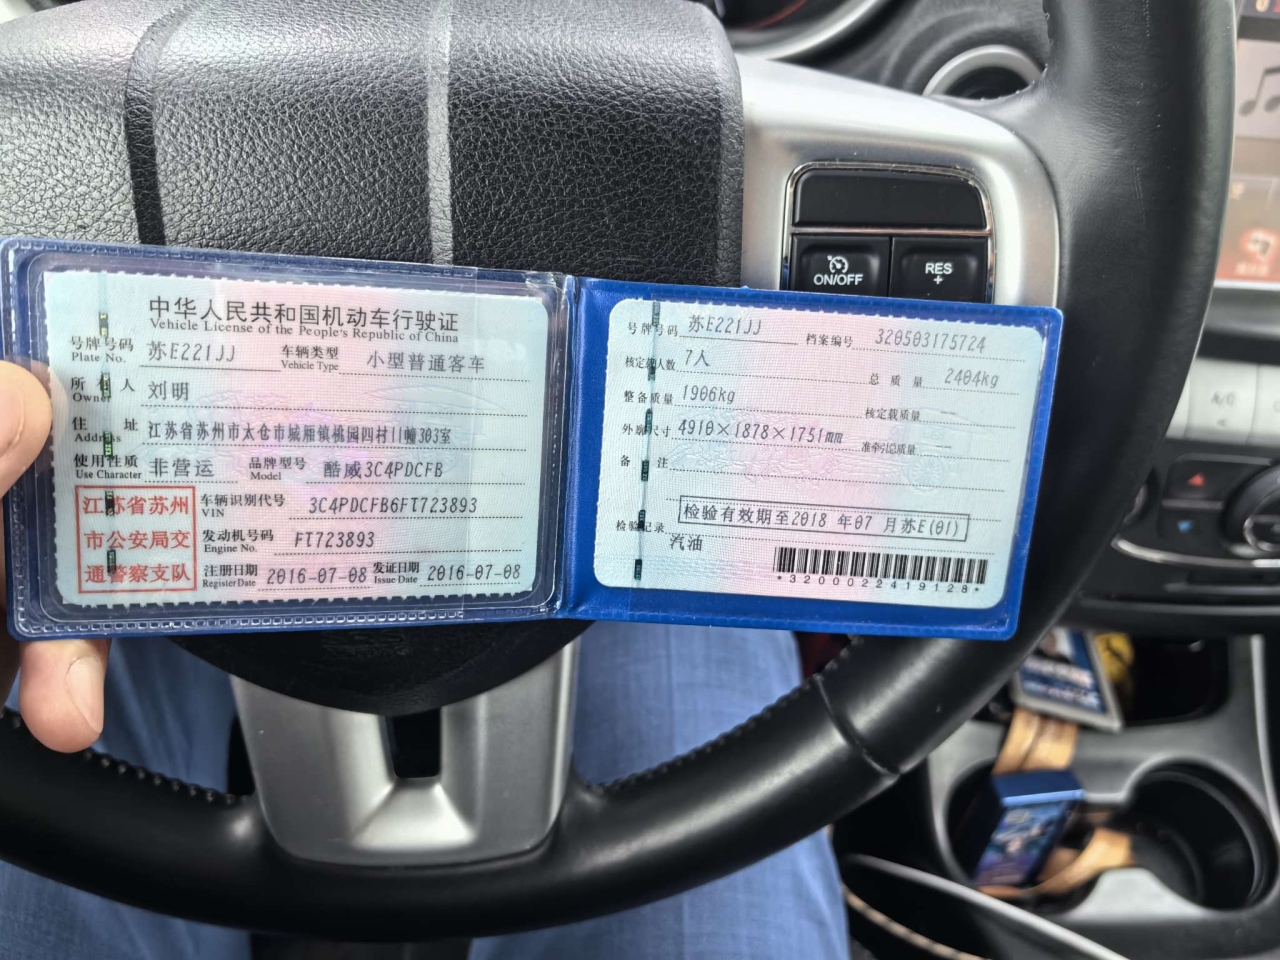 中华人民共和国机动车行驶证
Vehicle License of the People's Republic of China
号牌号码 苏E221JJ 车辆类型 小型普通客车
Plate No. Vehicle Type
所有人 刘明
Owner
住址 江苏省苏州市太仓市城厢镇桃园四村11幢303室
Address
使用性质 非营运 品牌型号 酷威3C4PDCFB
Use Character Model
江苏省苏州
市公安局交
通警察支队
车辆识别代号 3C4PDCFB6FT723893
VIN
发动机号码 FT723893
Engine No.
注册日期 2016-07-08 发证日期 2016-07-08
Register Date Issue Date
号牌号码 苏E221JJ 档案编号 320503175724
核定载人数 7人 总质量 2404kg
整备质量 1906kg 核定载质量 --
外廓尺寸 4910×1878×1751mm 准牵引总质量 --
备注
检验有效期至2018 年07 月苏E(01)
检验记录
汽油
*3200022419128*
ON/OFF
RES
+
A/C